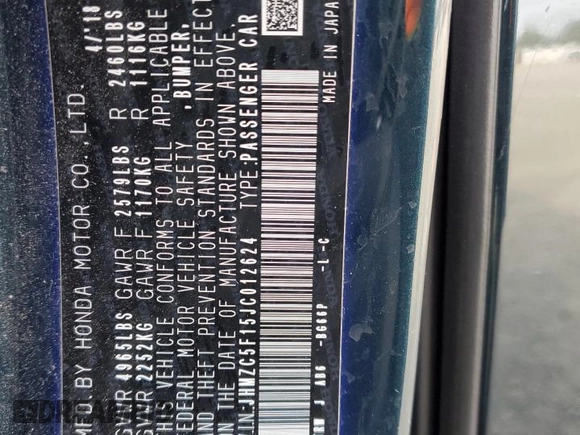 MFD.BY HONDA MOTOR CO.,LTD. 4/18
GVWR 4965LBS GAWR F 2579LBS R 2460LBS
GVWR 2252KG GAWR F 1170KG R 1116KG
THIS VEHICLE CONFORMS TO ALL APPLICABLE
FEDERAL MOTOR VEHICLE SAFETY ,BUMPER,
AND THEFT PREVENTION STANDARDS IN EFFECT
ON THE DATE OF MANUFACTURE SHOWN ABOVE.
JHMZC5F15JC012624 TYPE:PASSENGER CAR
J A06 -BG66P -L-C MADE IN JAPAN